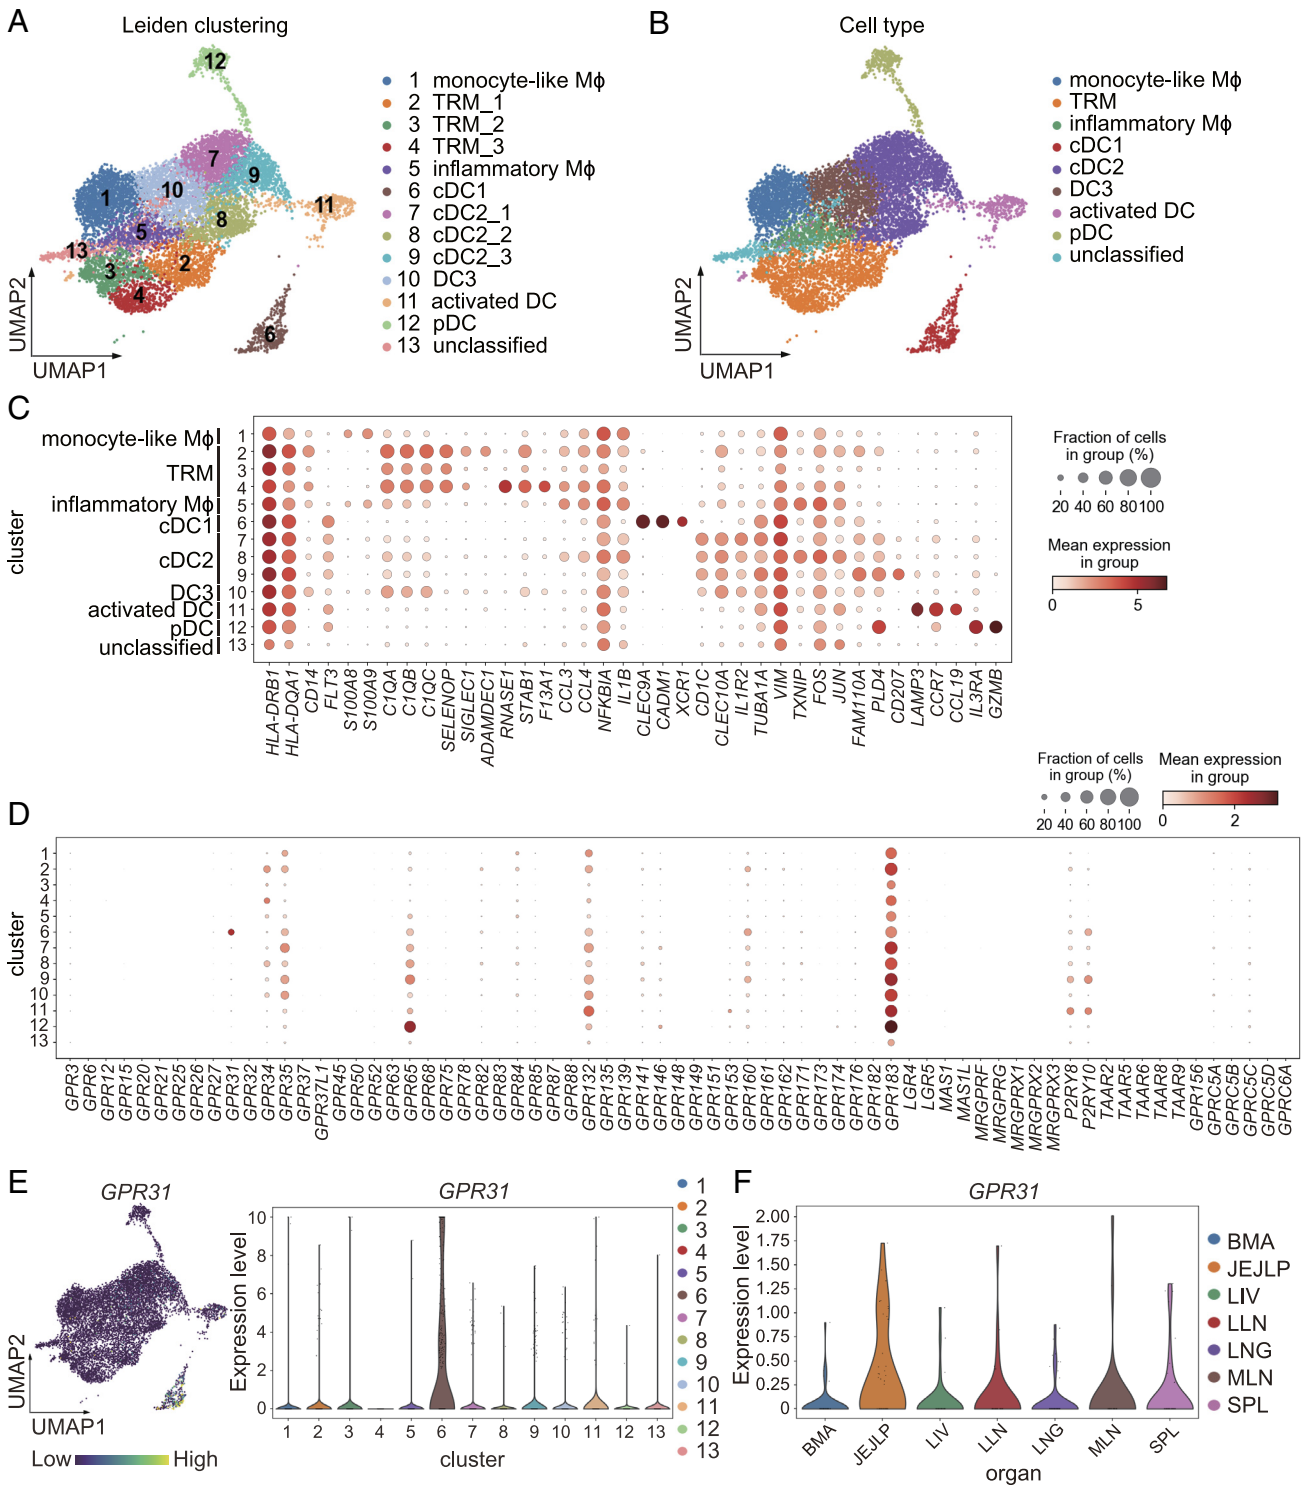 A
Leiden clustering
12
7
9
10
1
11
8
5
13
2
3
4
6
UMAP2
UMAP1
1 monocyte-like Mϕ
2 TRM_1
3 TRM_2
4 TRM_3
5 inflammatory Mϕ
6 cDC1
7 cDC2_1
8 cDC2_2
9 cDC2_3
10 DC3
11 activated DC
12 pDC
13 unclassified
B
Cell type
UMAP2
UMAP1
monocyte-like Mϕ
TRM
inflammatory Mϕ
cDC1
cDC2
DC3
activated DC
pDC
unclassified
C
cluster
monocyte-like Mϕ
TRM
inflammatory Mϕ
cDC1
cDC2
DC3
activated DC
pDC
unclassified
1
2
3
4
5
6
7
8
9
10
11
12
13
HLA-DRB1
HLA-DQA1
CD14
FLT3
S100A8
S100A9
C1QA
C1QB
C1QC
SELENOP
SIGLEC1
ADAMDEC1
RNASE1
STAB1
F13A1
CCL3
CCL4
NFKBIA
IL1B
CLEC9A
CADM1
XCR1
CD1C
CLEC10A
IL1R2
TUBA1A
VIM
TXNIP
FOS
JUN
FAM110A
PLD4
CD207
LAMP3
CCR7
CCL19
IL3RA
GZMB
Fraction of cells
in group (%)
20 40 60 80 100
Mean expression
in group
0 5
D
Fraction of cells
in group (%)
20 40 60 80 100
Mean expression
in group
0 2
cluster
1
2
3
4
5
6
7
8
9
10
11
12
13
GPR3
GPR6
GPR12
GPR15
GPR20
GPR21
GPR25
GPR26
GPR27
GPR31
GPR32
GPR34
GPR35
GPR37
GPR37L1
GPR45
GPR50
GPR52
GPR63
GPR65
GPR68
GPR75
GPR78
GPR82
GPR83
GPR84
GPR85
GPR87
GPR88
GPR132
GPR135
GPR139
GPR141
GPR146
GPR148
GPR149
GPR151
GPR153
GPR160
GPR161
GPR162
GPR171
GPR173
GPR174
GPR176
GPR182
GPR183
LGR4
LGR5
MAS1
MAS1L
MRGPRF
MRGPRG
MRGPRX1
MRGPRX2
MRGPRX3
P2RY8
P2RY10
TAAR2
TAAR5
TAAR6
TAAR8
TAAR9
GPR156
GPRC5A
GPRC5B
GPRC5C
GPRC5D
GPRC6A
E
GPR31
UMAP2
UMAP1
Low High
GPR31
Expression level
10
8
6
4
2
0
1 2 3 4 5 6 7 8 9 10 11 12 13
cluster
1
2
3
4
5
6
7
8
9
10
11
12
13
F
GPR31
Expression level
2.00
1.75
1.50
1.25
1.00
0.75
0.50
0.25
0
BMA
JEJLP
LIV
LLN
LNG
MLN
SPL
organ
BMA
JEJLP
LIV
LLN
LNG
MLN
SPL